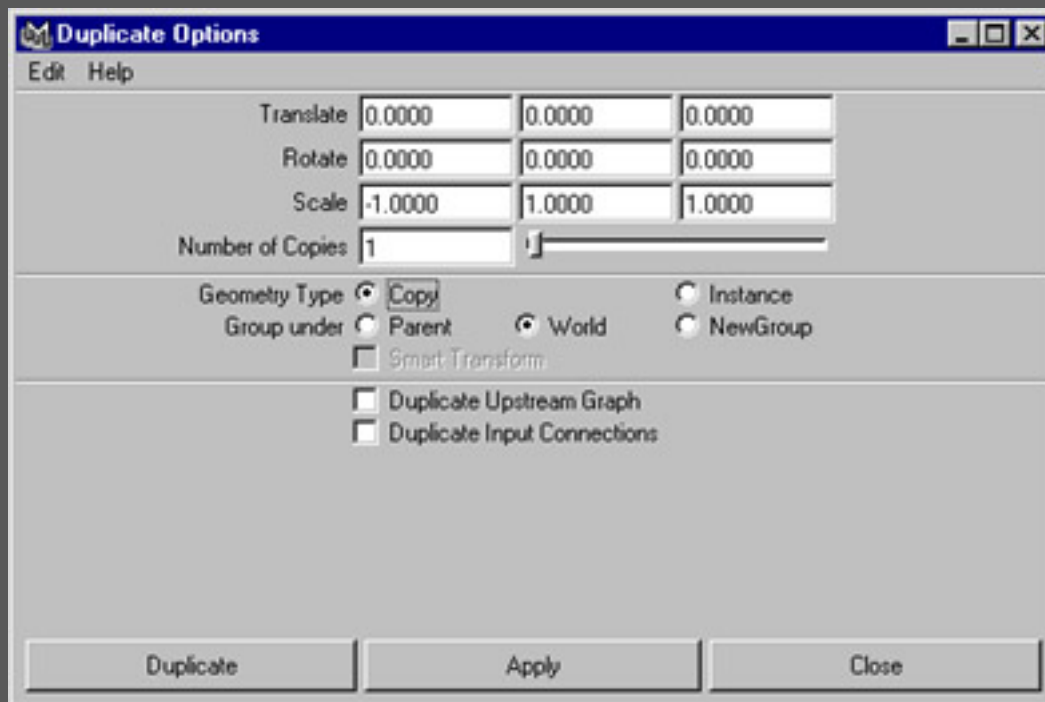 Duplicate Options
Edit Help
Translate 0.0000 0.0000 0.0000
Rotate 0.0000 0.0000 0.0000
Scale -1.0000 1.0000 1.0000
Number of Copies 1
Geometry Type Copy Instance
Group under Parent World NewGroup
Smart Transform
Duplicate Upstream Graph
Duplicate Input Connections
Duplicate Apply Close